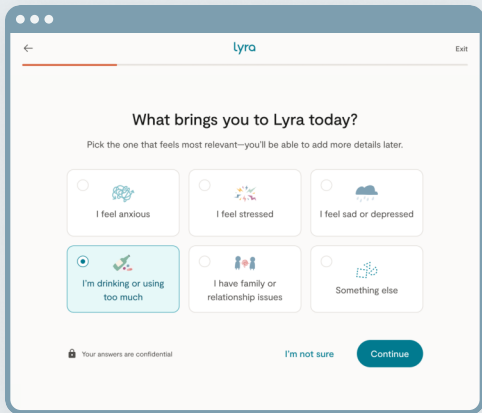 lyra
Exit
What brings you to Lyra today?
Pick the one that feels most relevant—you'll be able to add more details later.
I feel anxious
I feel stressed
I feel sad or depressed
I'm drinking or using
too much
I have family or
relationship issues
Something else
Your answers are confidential
I'm not sure
Continue